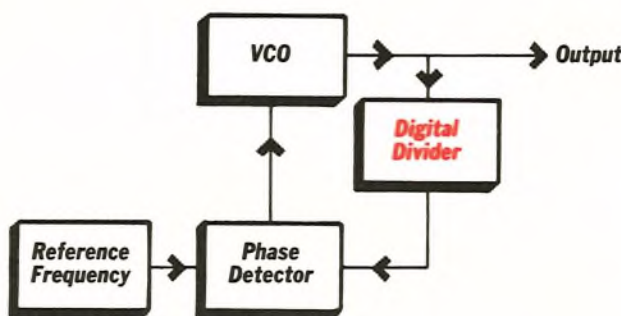 VCO
Output
Digital
Divider
Reference
Frequency
Phase
Detector